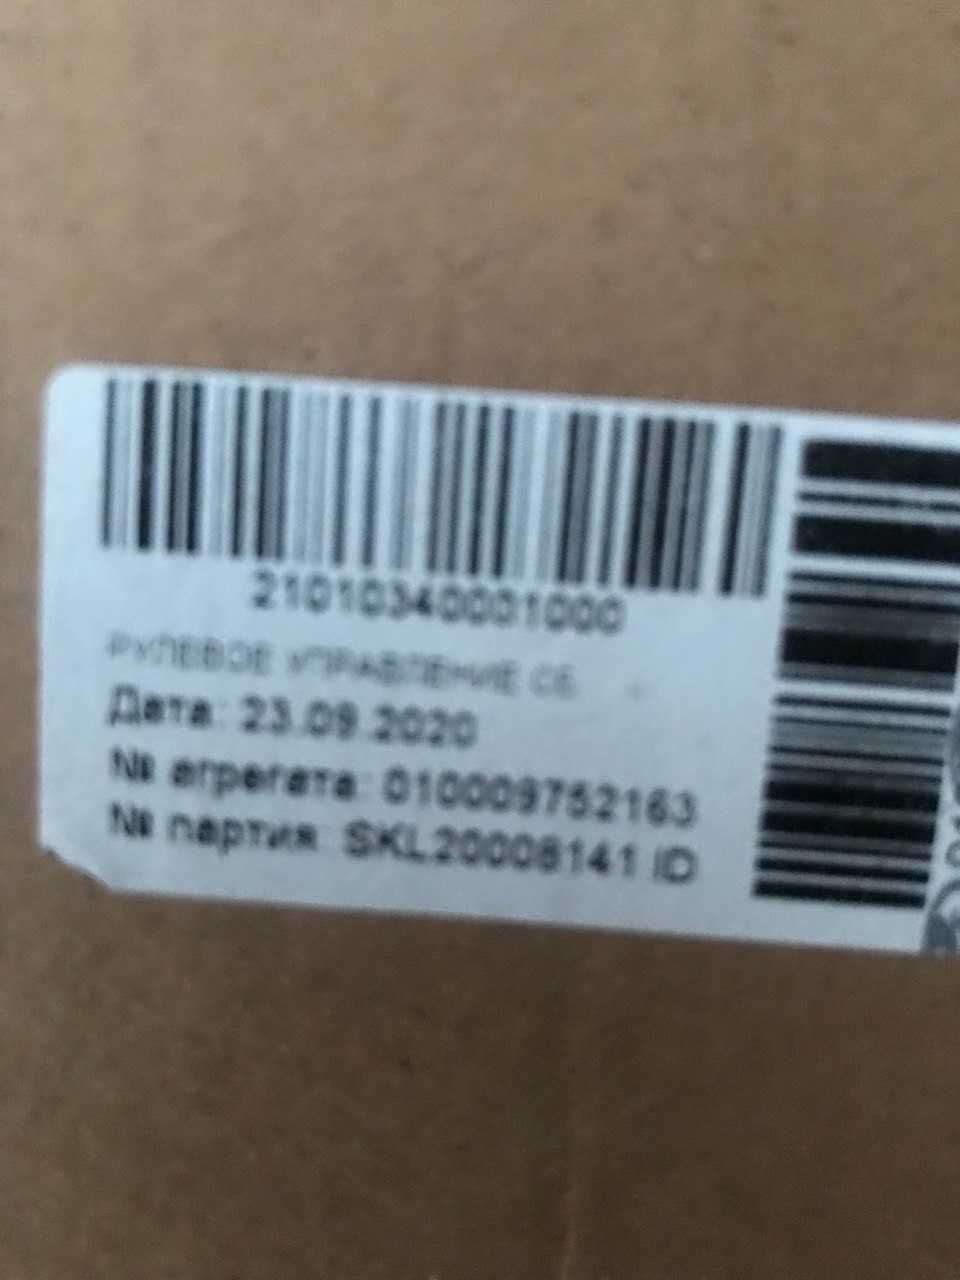 21010340001000
РУЛЕВОЕ УПРАВЛЕНИЕ СБ.
Дата: 23.09.2020
№ агрегата: 010009752163
№ партия: SKL20008141 ID